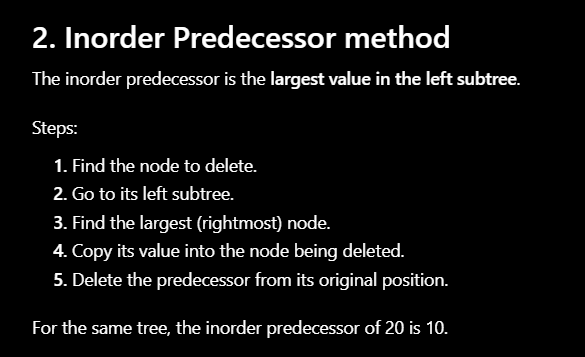 2. Inorder Predecessor method
The inorder predecessor is the largest value in the left subtree.
Steps:
1. Find the node to delete.
2. Go to its left subtree.
3. Find the largest (rightmost) node.
4. Copy its value into the node being deleted.
5. Delete the predecessor from its original position.
For the same tree, the inorder predecessor of 20 is 10.